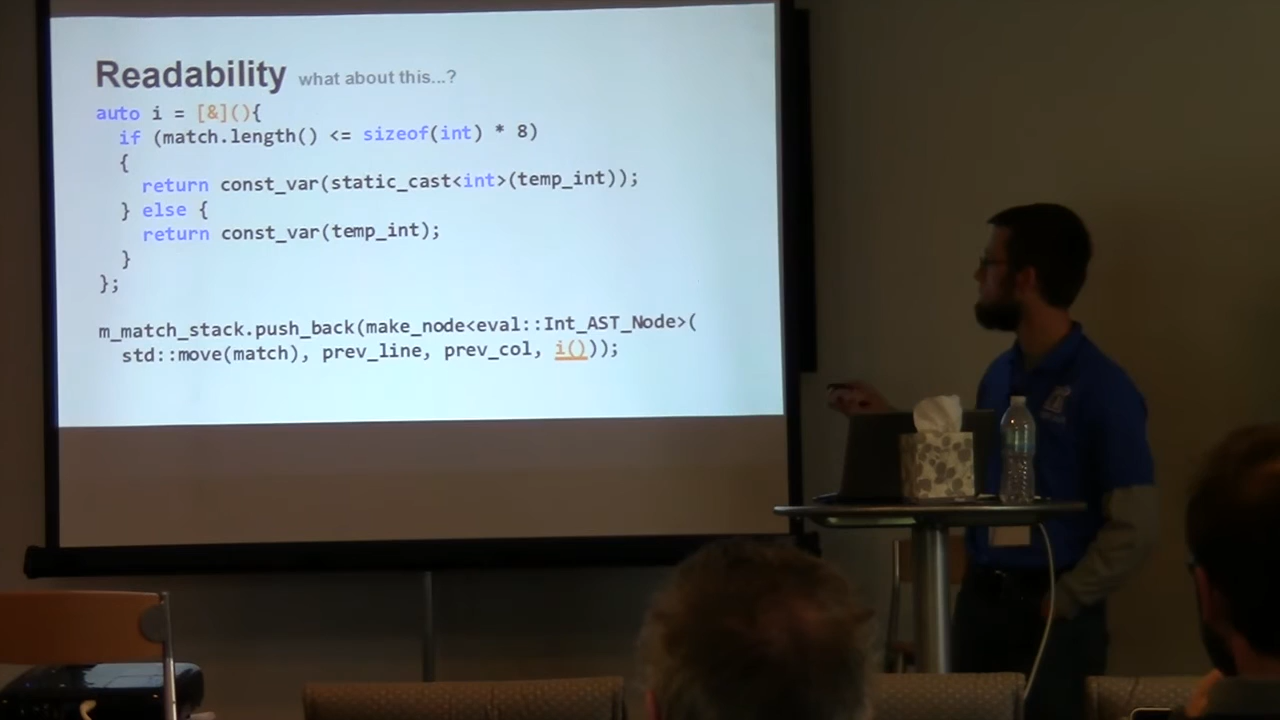 Readability what about this...?
auto i = [&](){
if (match.length() <= sizeof(int) * 8)
{
return const_var(static_cast<int>(temp_int));
} else {
return const_var(temp_int);
}
};
m_match_stack.push_back(make_node<eval::Int_AST_Node>(
std::move(match), prev_line, prev_col, i()));